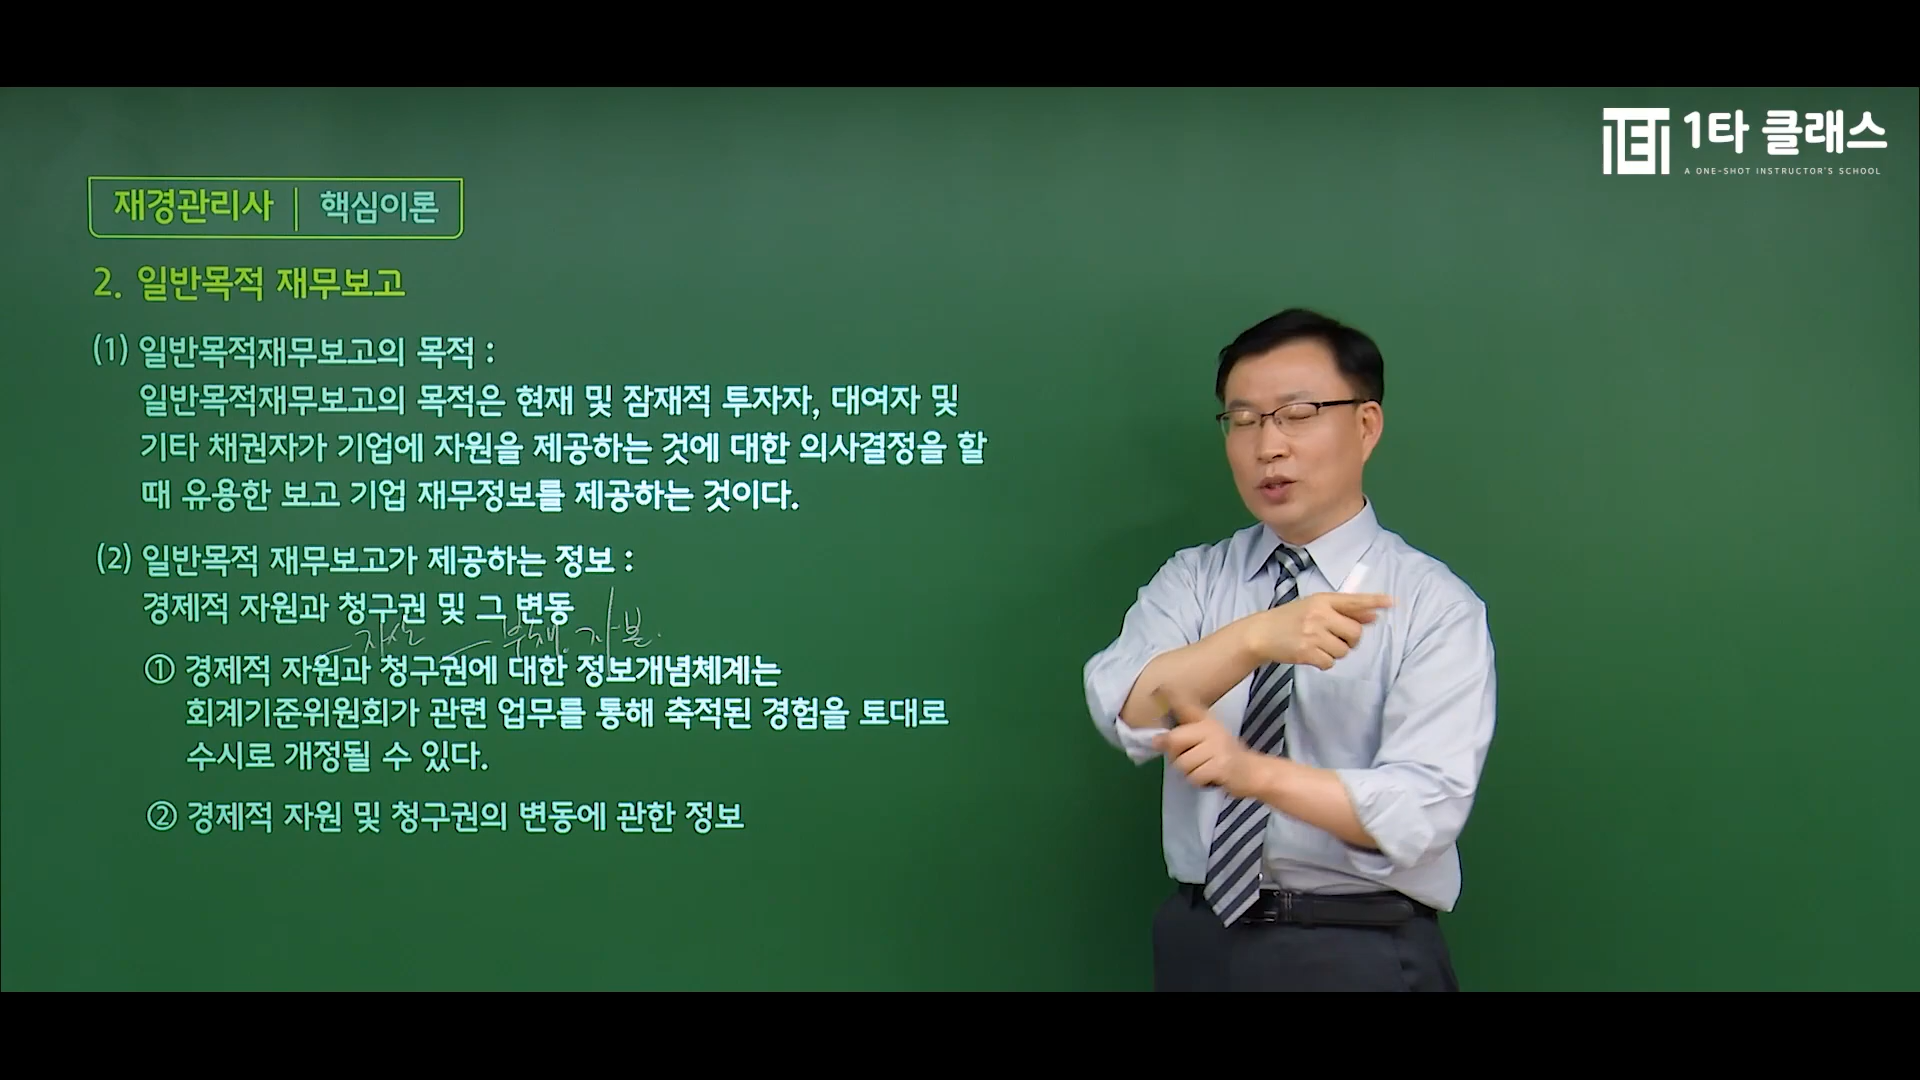 1타 클래스
A ONE-SHOT INSTRUCTOR'S SCHOOL
재경관리사 | 핵심이론
2. 일반목적 재무보고
(1) 일반목적재무보고의 목적 :
일반목적재무보고의 목적은 현재 및 잠재적 투자자, 대여자 및
기타 채권자가 기업에 자원을 제공하는 것에 대한 의사결정을 할
때 유용한 보고 기업 재무정보를 제공하는 것이다.
(2) 일반목적 재무보고가 제공하는 정보 :
경제적 자원과 청구권 및 그 변동
자산 부채. 자본.
① 경제적 자원과 청구권에 대한 정보개념체계는
회계기준위원회가 관련 업무를 통해 축적된 경험을 토대로
수시로 개정될 수 있다.
② 경제적 자원 및 청구권의 변동에 관한 정보